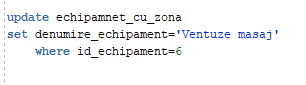 update echipamnet_cu_zona
set denumire_echipament='Ventuze masaj'
where id_echipament=6